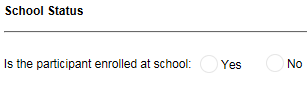 School Status
Is the participant enrolled at school: Yes No